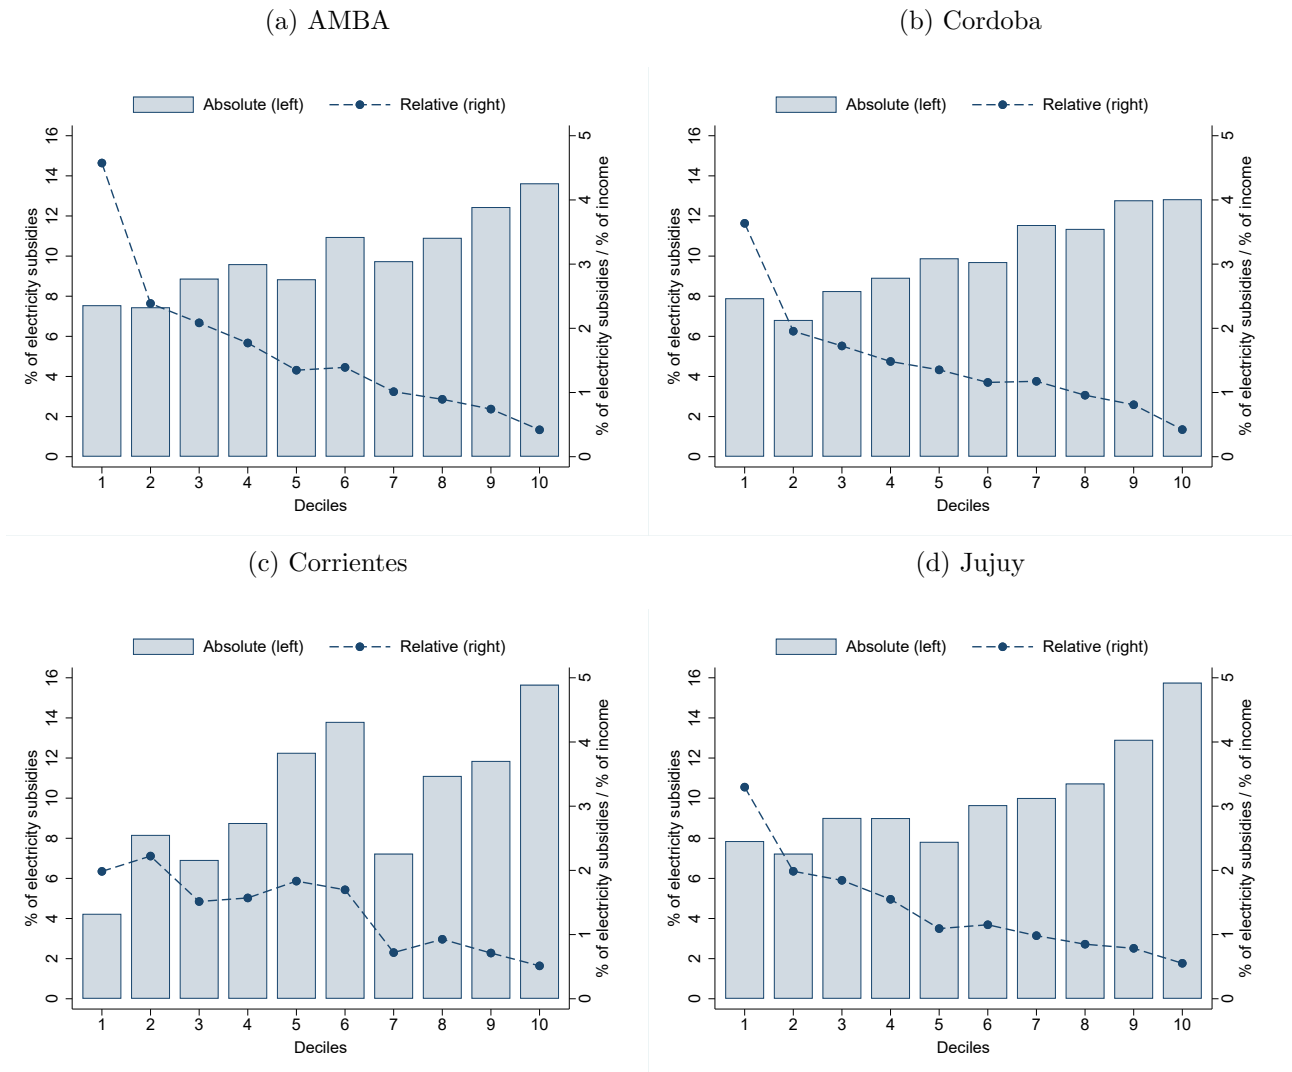 (a) AMBA
Absolute (left) Relative (right)
% of electricity subsidies
0 2 4 6 8 10 12 14 16
% of electricity subsidies / % of income
0 1 2 3 4 5
1 2 3 4 5 6 7 8 9 10
Deciles
(b) Cordoba
Absolute (left) Relative (right)
% of electricity subsidies
0 2 4 6 8 10 12 14 16
% of electricity subsidies / % of income
0 1 2 3 4 5
1 2 3 4 5 6 7 8 9 10
Deciles
(c) Corrientes
Absolute (left) Relative (right)
% of electricity subsidies
0 2 4 6 8 10 12 14 16
% of electricity subsidies / % of income
0 1 2 3 4 5
1 2 3 4 5 6 7 8 9 10
Deciles
(d) Jujuy
Absolute (left) Relative (right)
% of electricity subsidies
0 2 4 6 8 10 12 14 16
% of electricity subsidies / % of income
0 1 2 3 4 5
1 2 3 4 5 6 7 8 9 10
Deciles